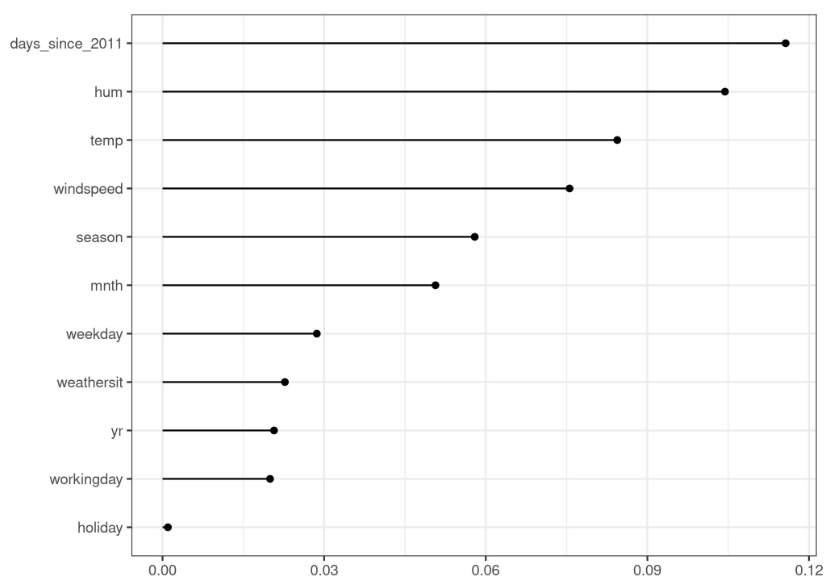 days_since_2011
hum
temp
windspeed
season
mnth
weekday
weathersit
yr
workingday
holiday
0.00 0.03 0.06 0.09 0.12